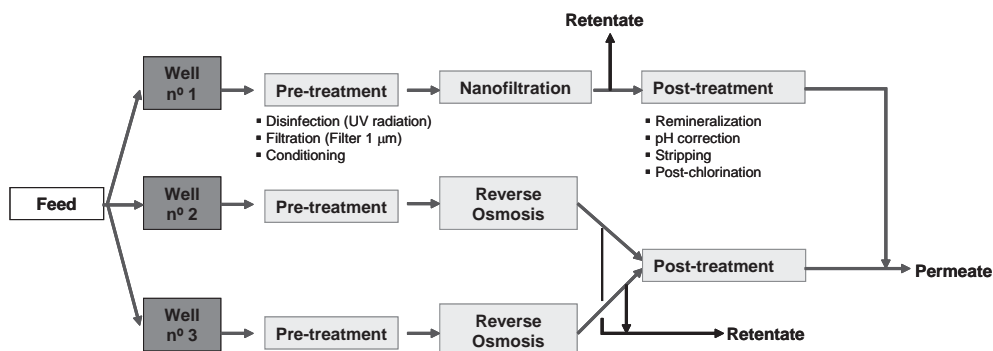 Retentate
Well
nº 1
Pre-treatment
Nanofiltration
Post-treatment
▪ Disinfection (UV radiation)
▪ Filtration (Filter 1 μm)
▪ Conditioning
▪ Remineralization
▪ pH correction
▪ Stripping
▪ Post-chlorination
Feed
Well
nº 2
Pre-treatment
Reverse
Osmosis
Post-treatment
Permeate
Well
nº 3
Pre-treatment
Reverse
Osmosis
Retentate